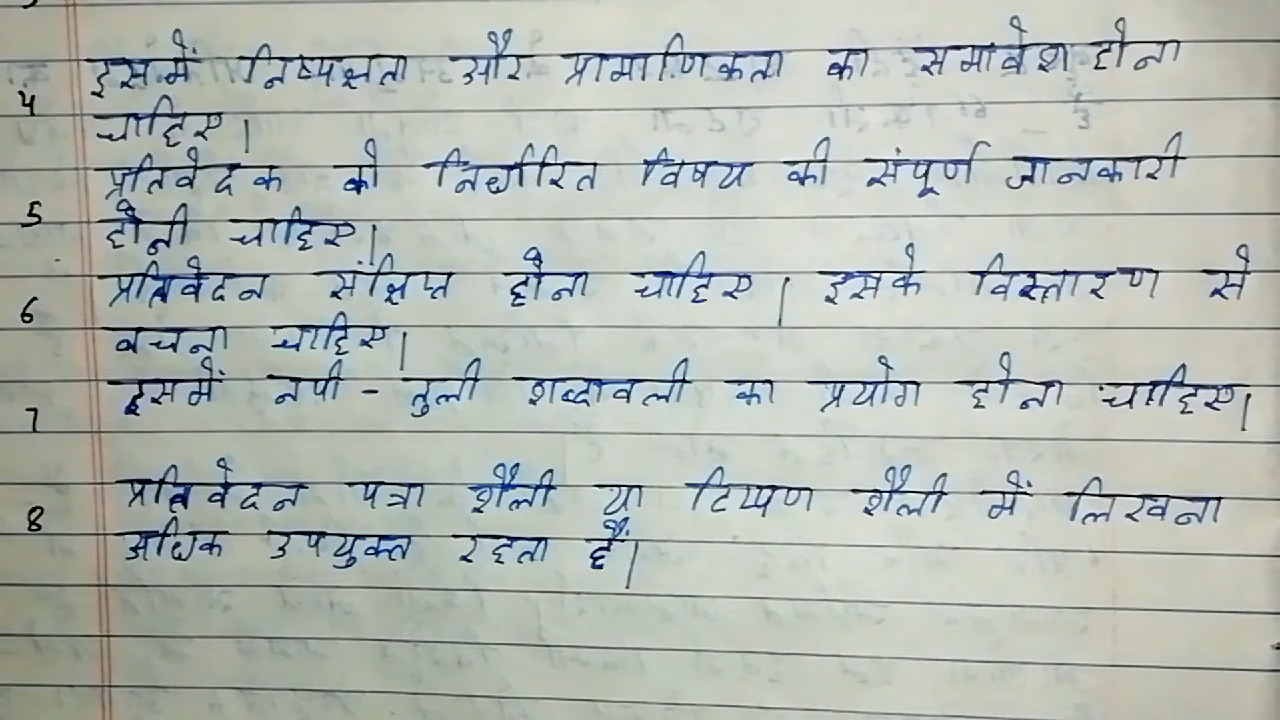 4 इसमें निष्पक्षता और प्रामाणिकता का समावेश होना
चाहिए।
5 प्रतिवेदक को निर्धारित विषय की संपूर्ण जानकारी
होनी चाहिए।
6 प्रतिवेदन संक्षिप्त होना चाहिए। इसके विस्तारण से
बचना चाहिए।
7 इसमें नपी - तुली शब्दावली का प्रयोग होना चाहिए।
8 प्रतिवेदन पत्रा शैली या टिप्पण शैली में लिखना
अधिक उपयुक्त रहता हैं।